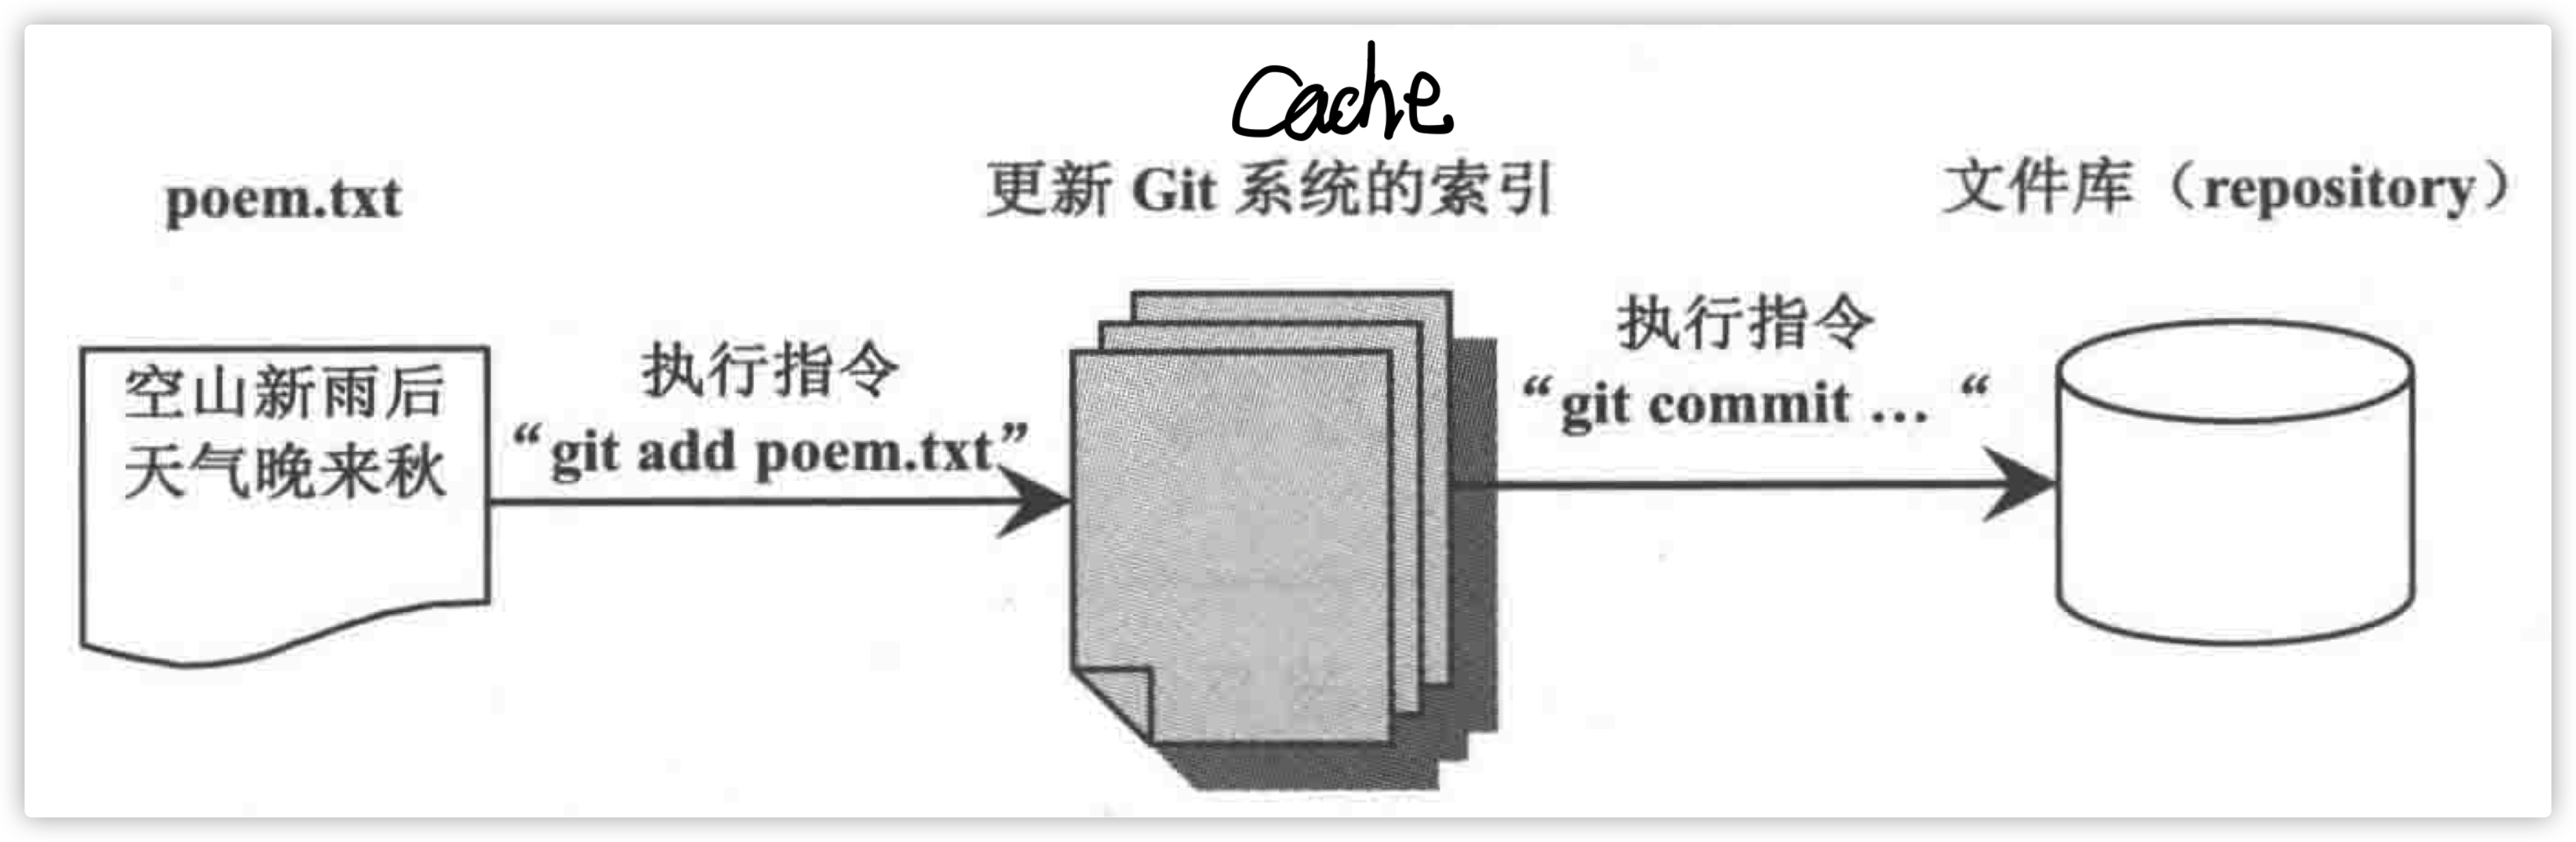 Cache
poem.txt
更新 Git 系统的索引
文件库（repository）
空山新雨后
天气晚来秋
执行指令
“git add poem.txt”
执行指令
“git commit … “